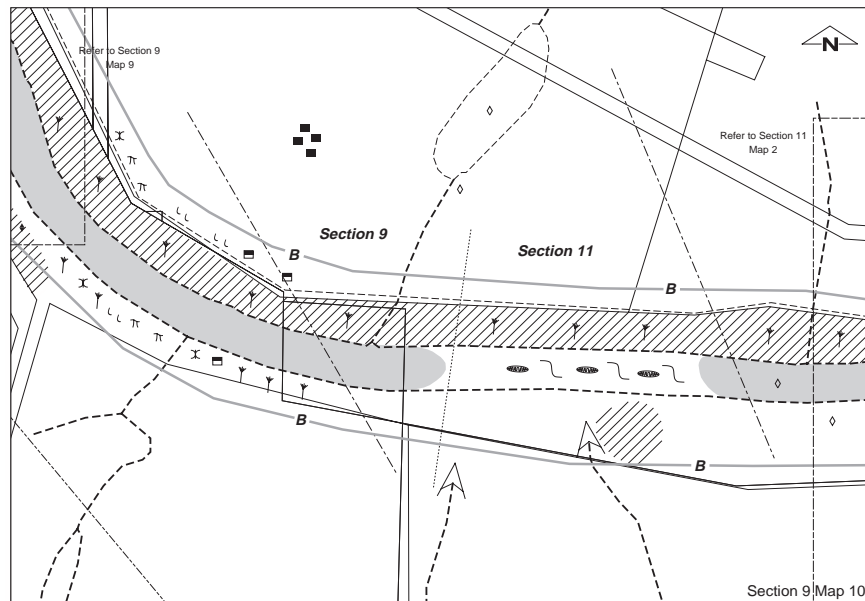 Refer to Section 9
Map 9
N
Refer to Section 11
Map 2
B
Section 9
Section 11
B
B
B
Section 9 Map 10